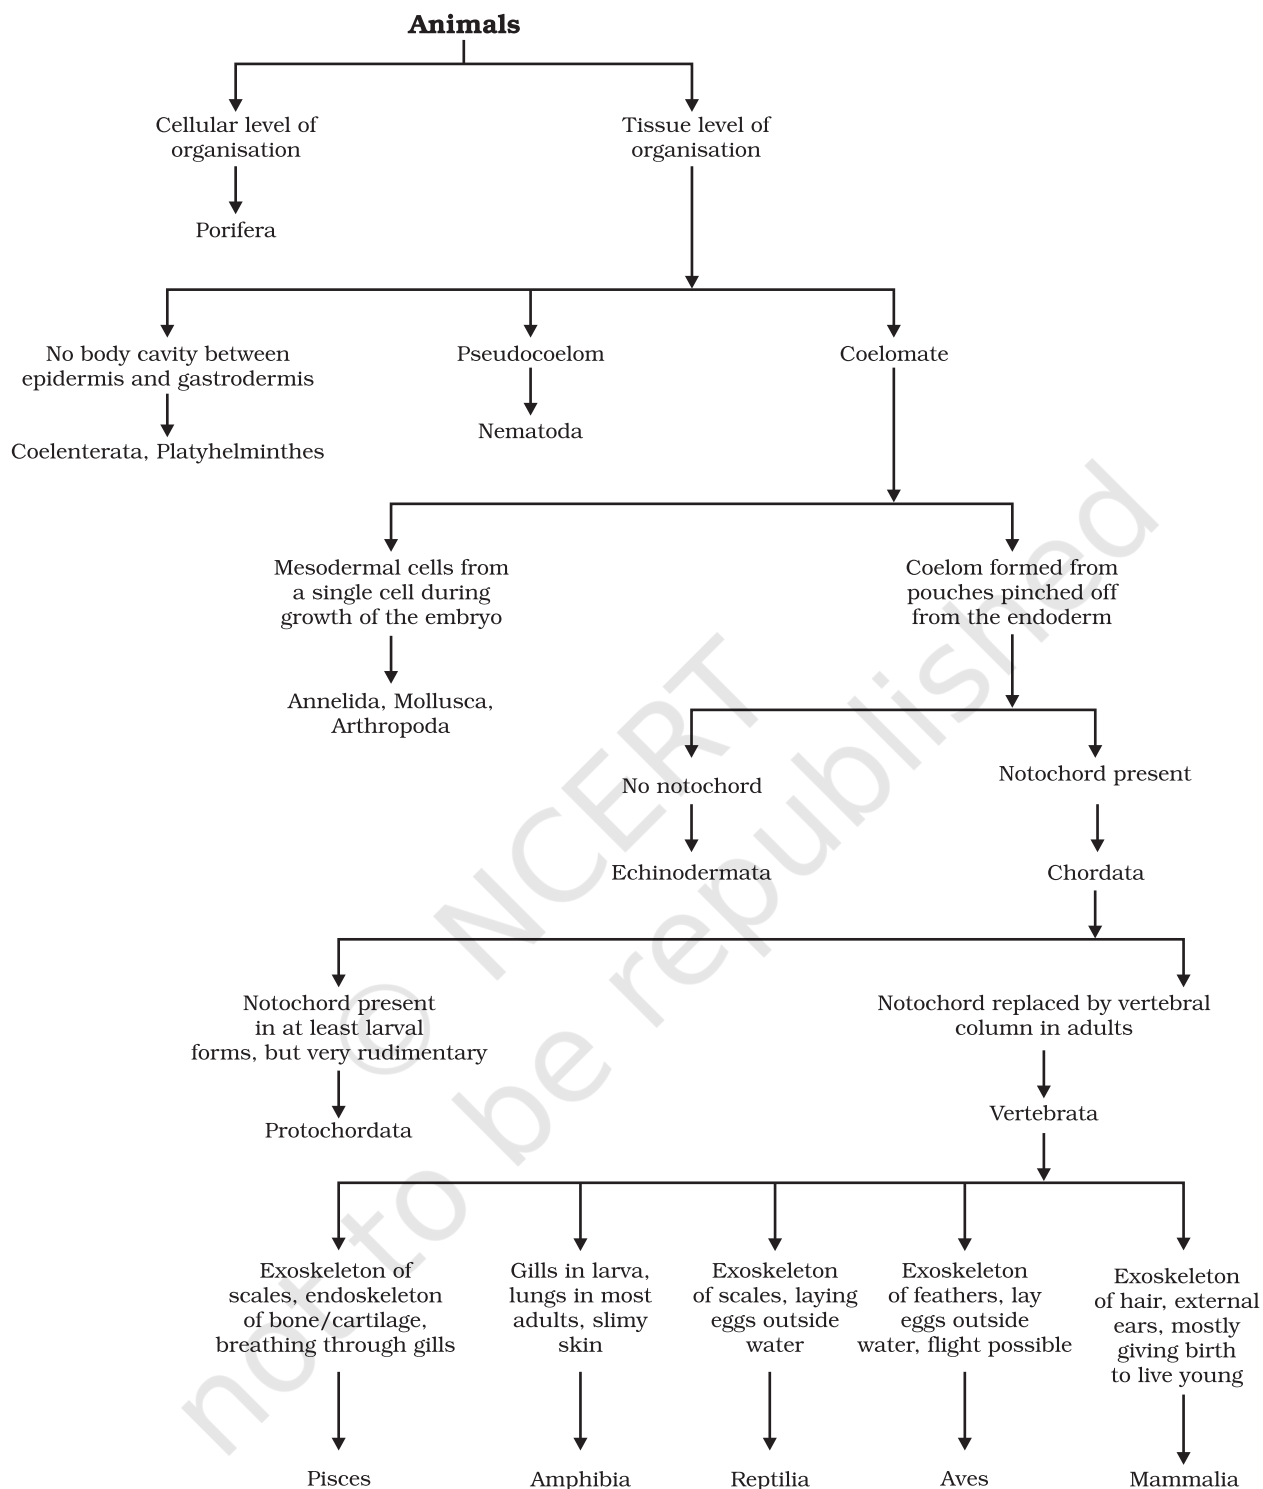 Animals
Cellular level of
organisation
Tissue level of
organisation
Porifera
No body cavity between
epidermis and gastrodermis
Pseudocoelom
Coelomate
Coelenterata, Platyhelminthes
Nematoda
Mesodermal cells from
a single cell during
growth of the embryo
Coelom formed from
pouches pinched off
from the endoderm
Annelida, Mollusca,
Arthropoda
No notochord
Notochord present
Echinodermata
Chordata
Notochord present
in at least larval
forms, but very rudimentary
Notochord replaced by vertebral
column in adults
Protochordata
Vertebrata
Exoskeleton of
scales, endoskeleton
of bone/cartilage,
breathing through gills
Gills in larva,
lungs in most
adults, slimy
skin
Exoskeleton
of scales, laying
eggs outside
water
Exoskeleton
of feathers, lay
eggs outside
water, flight possible
Exoskeleton
of hair, external
ears, mostly
giving birth
to live young
Pisces
Amphibia
Reptilia
Aves
Mammalia
© NCERT
not to be republished